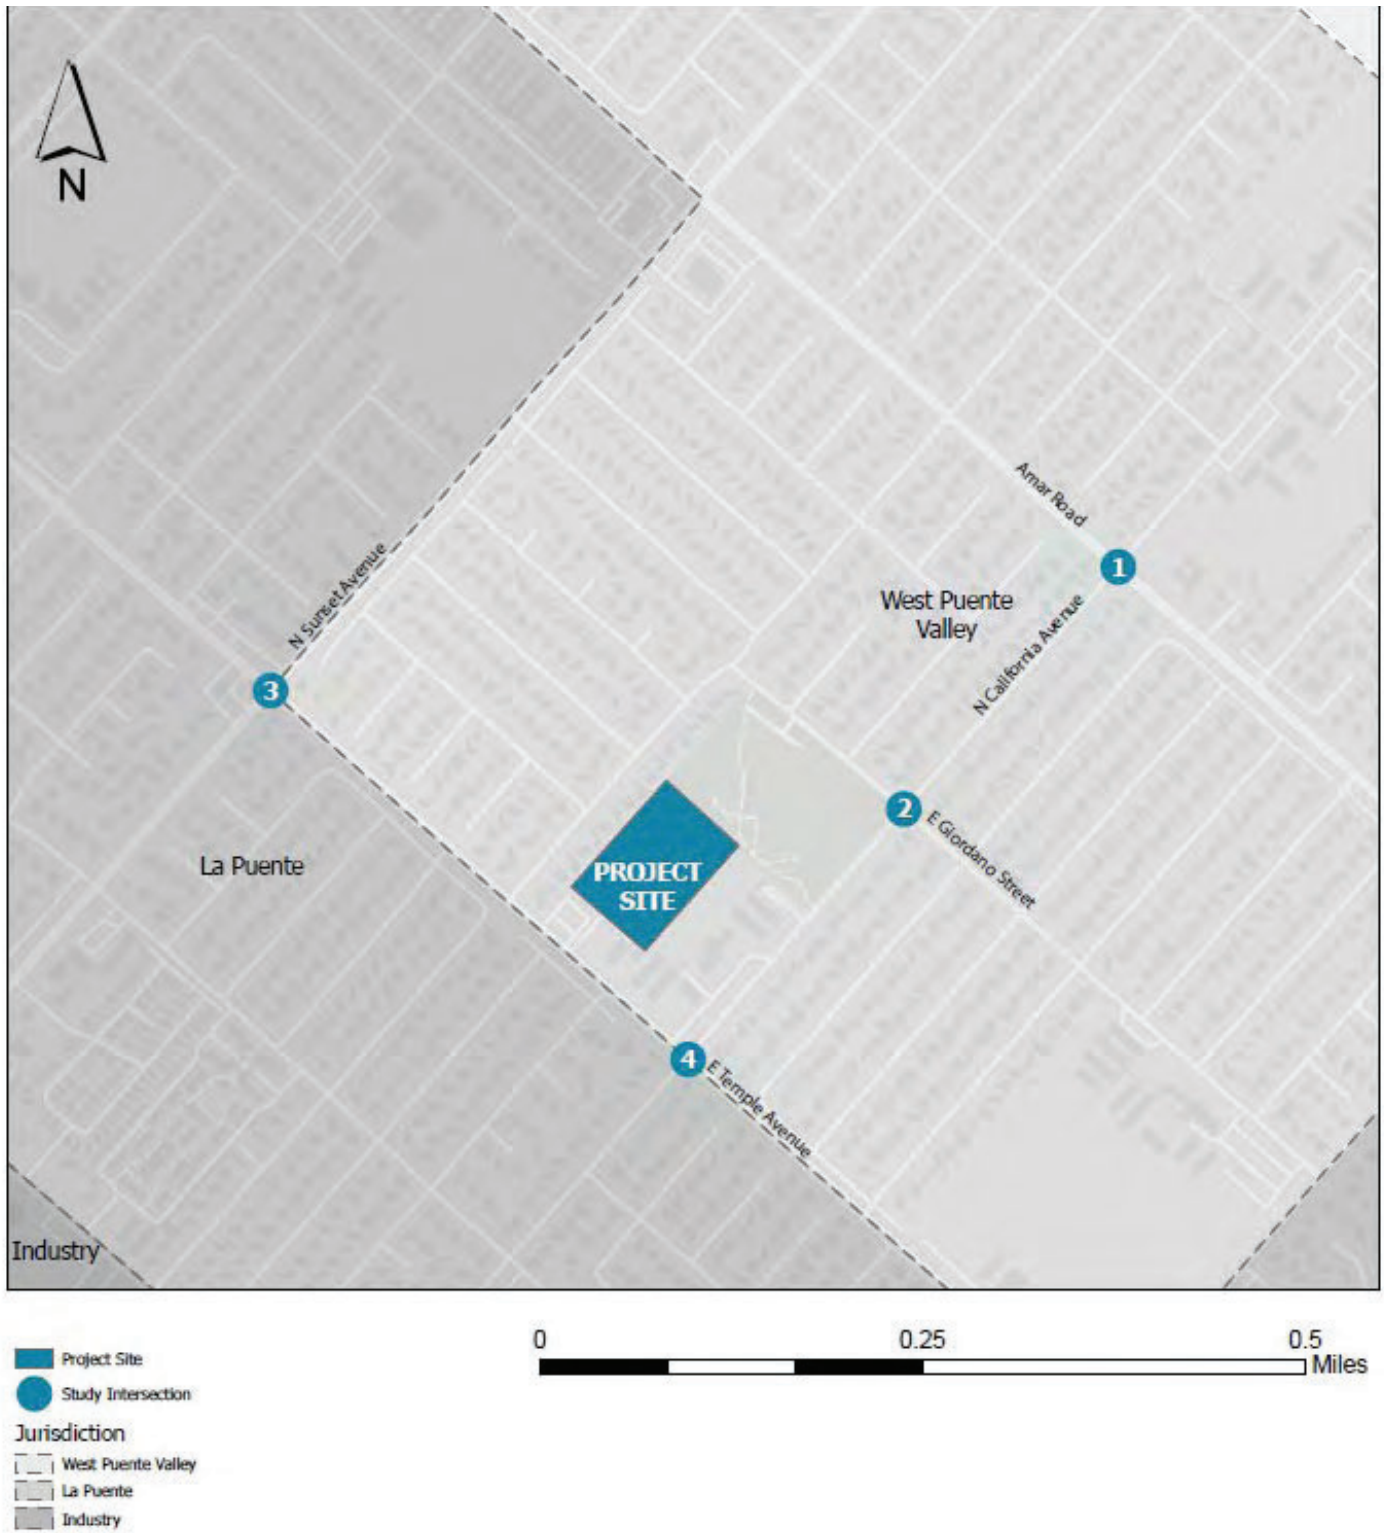 N
Amar Road
1
West Puente
Valley
N California Avenue
N Sunset Avenue
3
2
E Giordano Street
La Puente
PROJECT
SITE
4
E Temple Avenue
Industry
0
0.25
0.5
Miles
Project Site
Study Intersection
Jurisdiction
West Puente Valley
La Puente
Industry